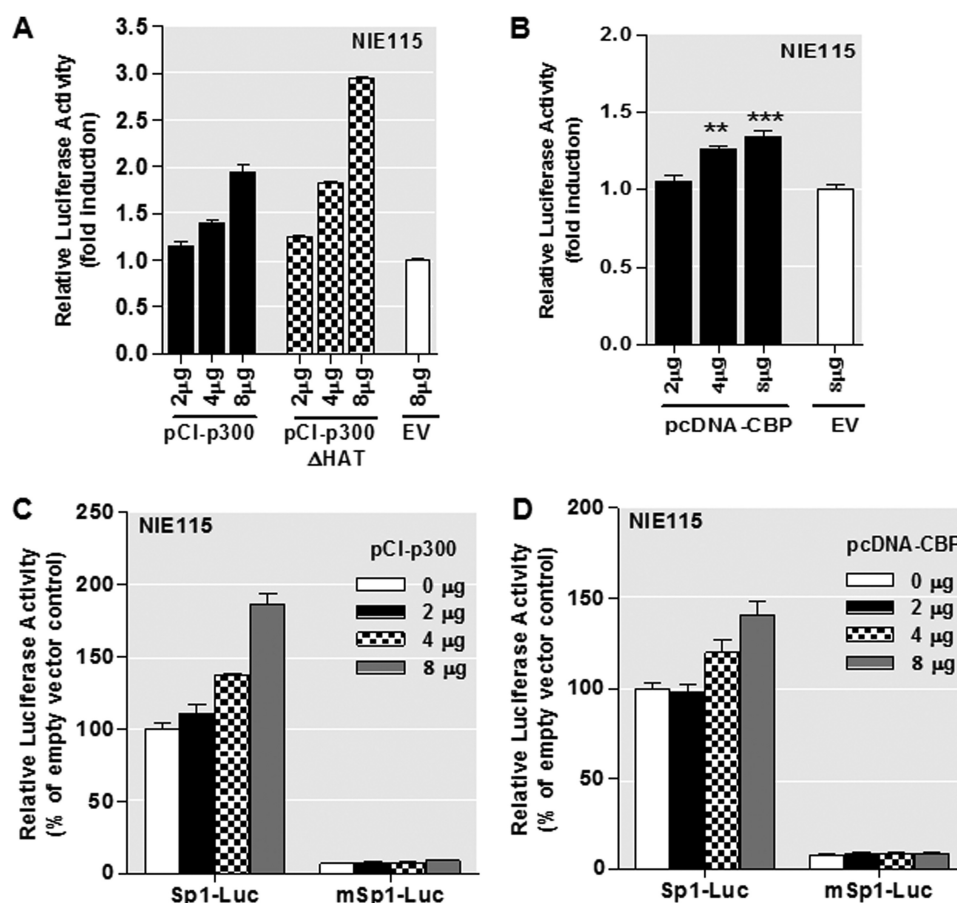 A
NIE115
Relative Luciferase Activity
(fold induction)
3.5
3.0
2.5
2.0
1.5
1.0
0.5
0.0
2µg
4µg
8µg
2µg
4µg
8µg
8µg
pCI-p300
pCI-p300
ΔHAT
EV
B
NIE115
Relative Luciferase Activity
(fold induction)
2.0
1.5
1.0
0.5
0.0
**
***
2µg
4µg
8µg
8µg
pcDNA-CBP
EV
C
NIE115
Relative Luciferase Activity
(% of empty vector control)
250
200
150
100
50
0
pCI-p300
0 µg
2 µg
4 µg
8 µg
Sp1-Luc
mSp1-Luc
D
NIE115
Relative Luciferase Activity
(% of empty vector control)
200
150
100
50
0
pcDNA-CBP
0 µg
2 µg
4 µg
8 µg
Sp1-Luc
mSp1-Luc